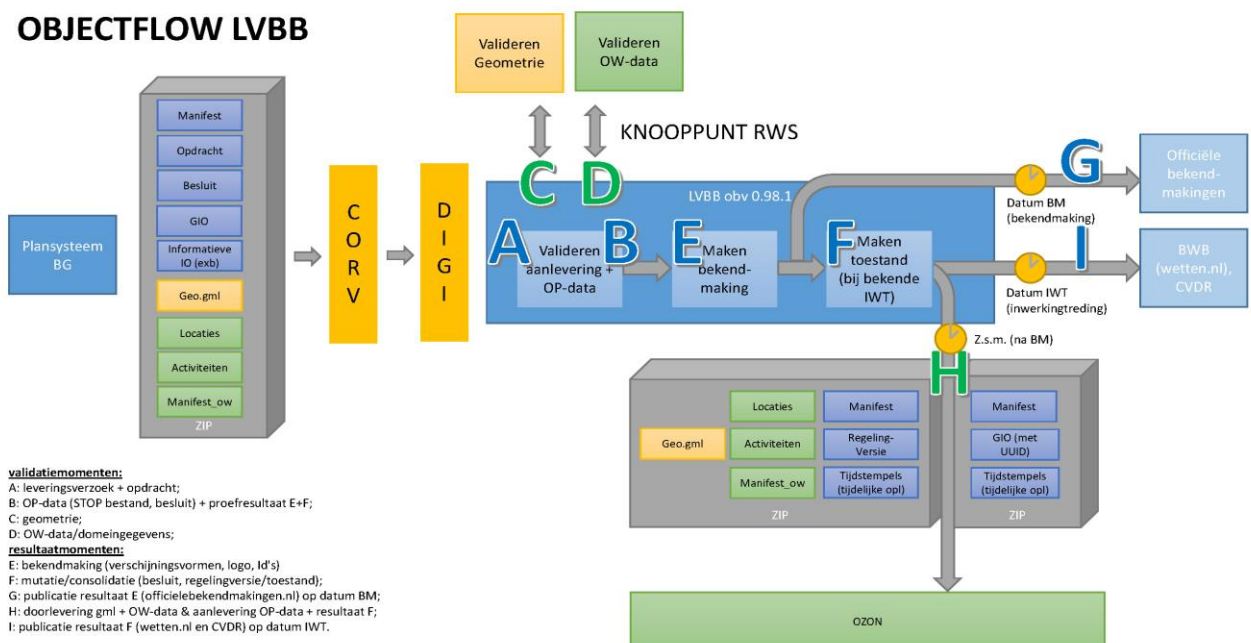 OBJECTFLOW LVBB
Valideren
Geometrie
Valideren
OW-data
KNOOPPUNT RWS
Plansysteem
BG
Manifest
Opdracht
Besluit
GIO
Informatieve
IO (exb)
Geo.gml
Locaties
Activiteiten
Manifest_ow
ZIP
C
O
R
V
D
I
G
I
C
D
LVBB obv 0.98.1
A
Valideren
aanlevering +
OP-data
B
E
Maken
bekend-
making
F
Maken
toestand
(bij bekende
IWT)
G
Datum BM
(bekendmaking)
Officiële
bekend-
makingen
I
Datum IWT
(inwerkingtreding)
BWB
(wetten.nl),
CVDR
Z.s.m. (na BM)
H
Geo.gml
Locaties
Activiteiten
Manifest_ow
Manifest
Regeling-
Versie
Tijdstempels
(tijdelijke opl)
ZIP
Manifest
GIO (met
UUID)
Tijdstempels
(tijdelijke opl)
ZIP
OZON
validatiemomenten:
A: leveringsverzoek + opdracht;
B: OP-data (STOP bestand, besluit) + proefresultaat E+F;
C: geometrie;
D: OW-data/domeingegevens;
resultaatmomenten:
E: bekendmaking (verschijningsvormen, logo, Id's)
F: mutatie/consolidatie (besluit, regelingversie/toestand);
G: publicatie resultaat E (officielebekendmakingen.nl) op datum BM;
H: doorlevering gml + OW-data & aanlevering OP-data + resultaat F;
I: publicatie resultaat F (wetten.nl en CVDR) op datum IWT.